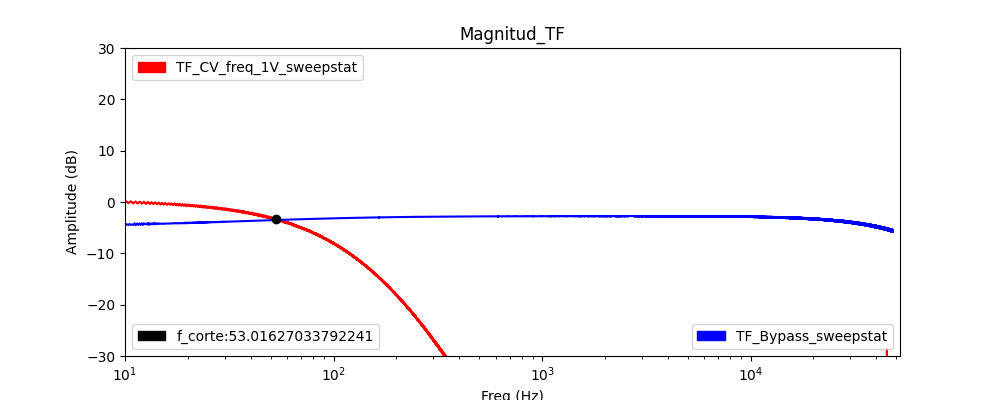 Magnitud_TF
30
TF_CV_freq_1V_sweepstat
20
10
0
−10
−20
−30
Amplitude (dB)
f_corte:53.01627033792241
TF_Bypass_sweepstat
10¹
10²
10³
10⁴
Freq (Hz)